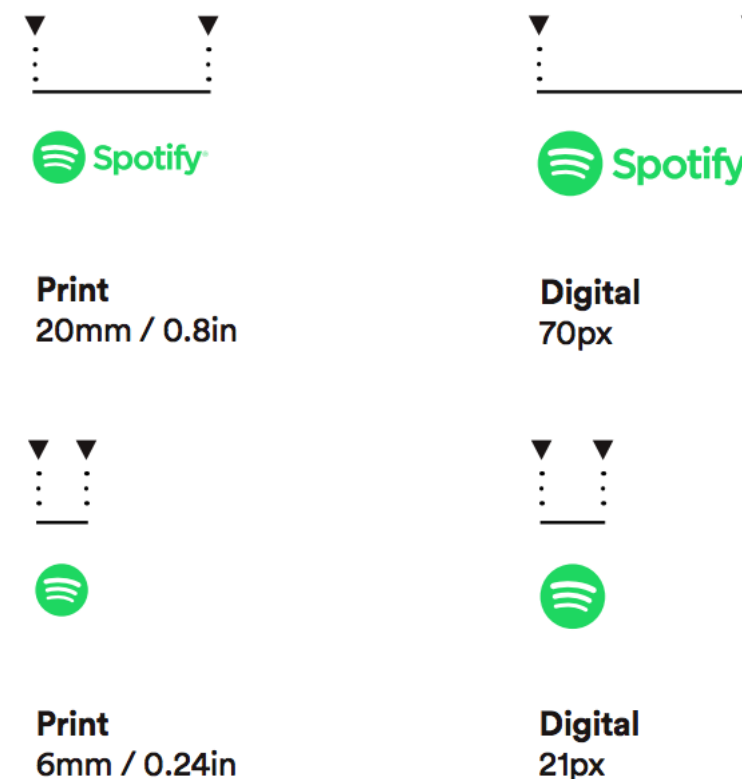 Spotify®
Spotify
Print
20mm / 0.8in
Digital
70px
Print
6mm / 0.24in
Digital
21px